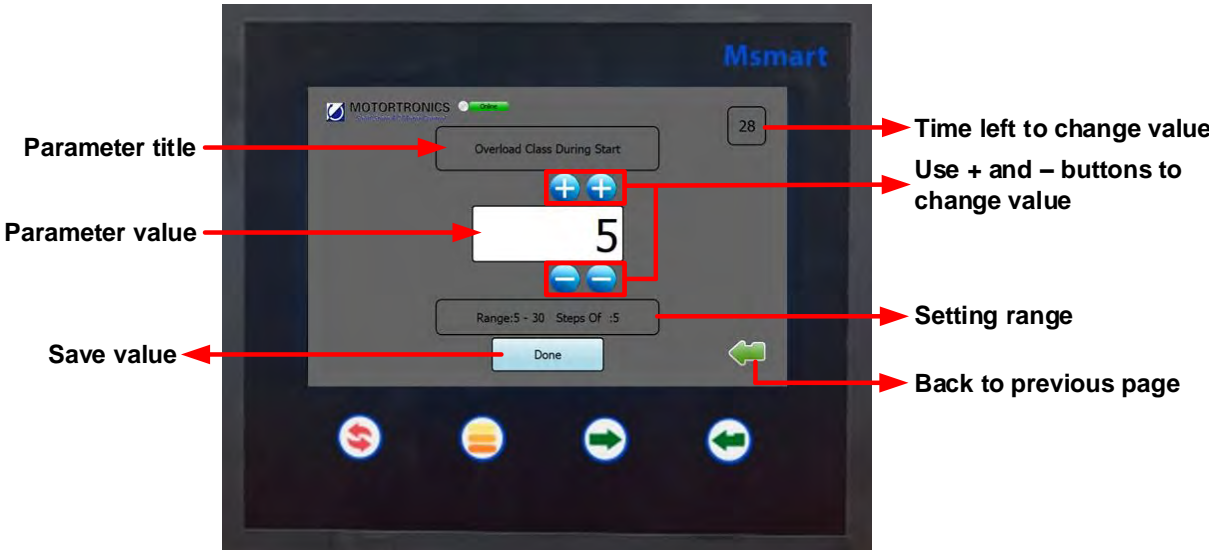 Msmart
MOTORTRONICS
Online
28
Time left to change value
Parameter title
Overload Class During Start
Use + and – buttons to
change value
Parameter value
5
Range:5 - 30 Steps Of :5
Setting range
Save value
Done
Back to previous page